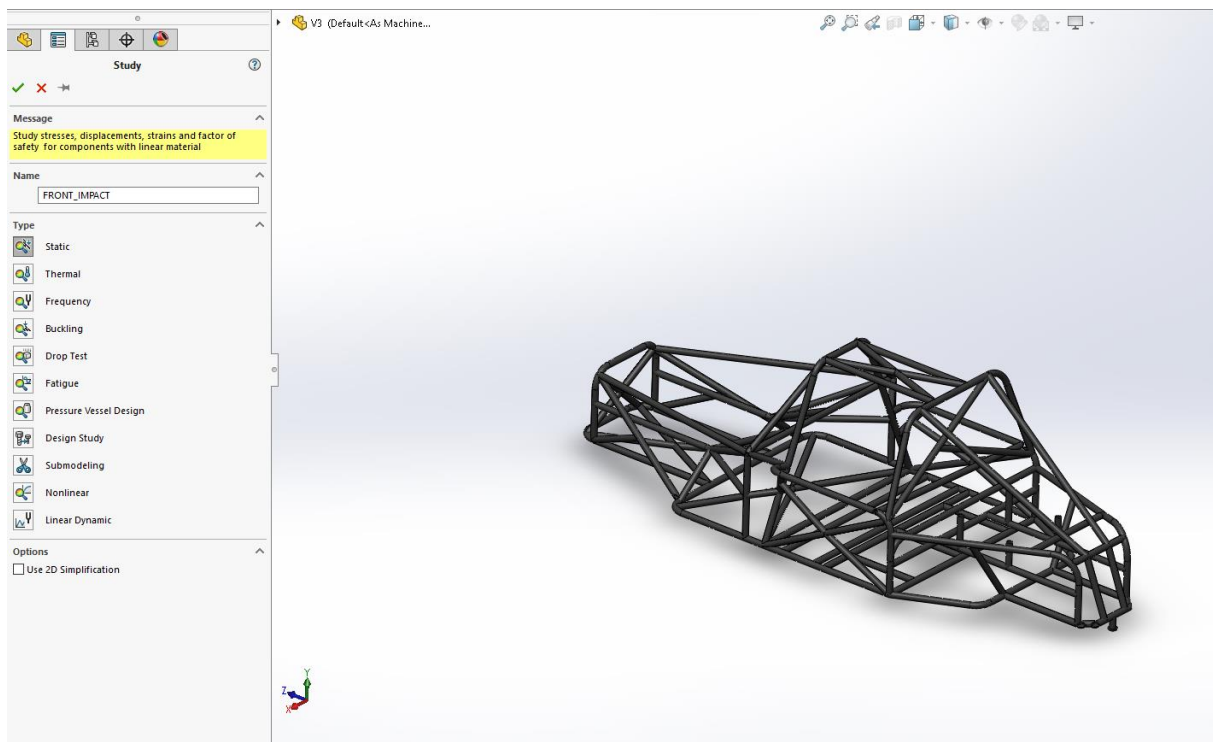 V3 (Default<As Machine...
Study
Message
Study stresses, displacements, strains and factor of
safety for components with linear material
Name
FRONT_IMPACT
Type
Static
Thermal
Frequency
Buckling
Drop Test
Fatigue
Pressure Vessel Design
Design Study
Submodeling
Nonlinear
Linear Dynamic
Options
Use 2D Simplification
Y
Z
X